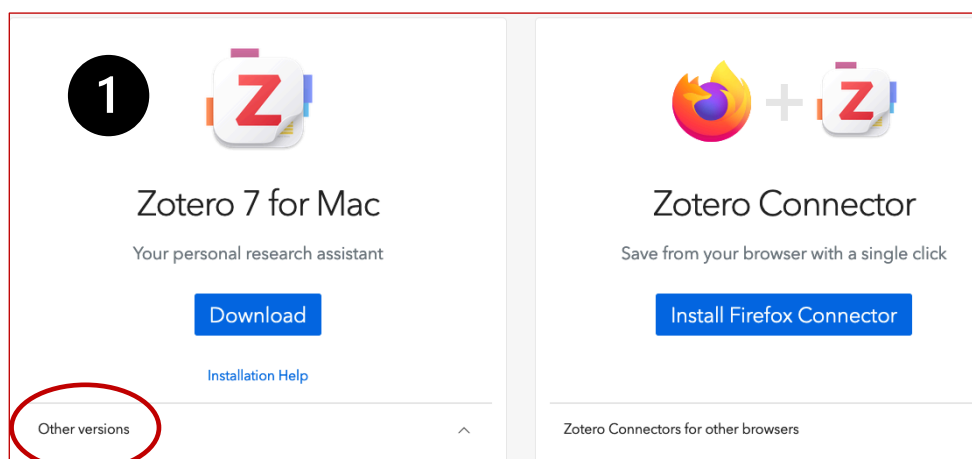 1
Z
Zotero 7 for Mac
Your personal research assistant
Download
Installation Help
Other versions
Z
Zotero Connector
Save from your browser with a single click
Install Firefox Connector
Zotero Connectors for other browsers